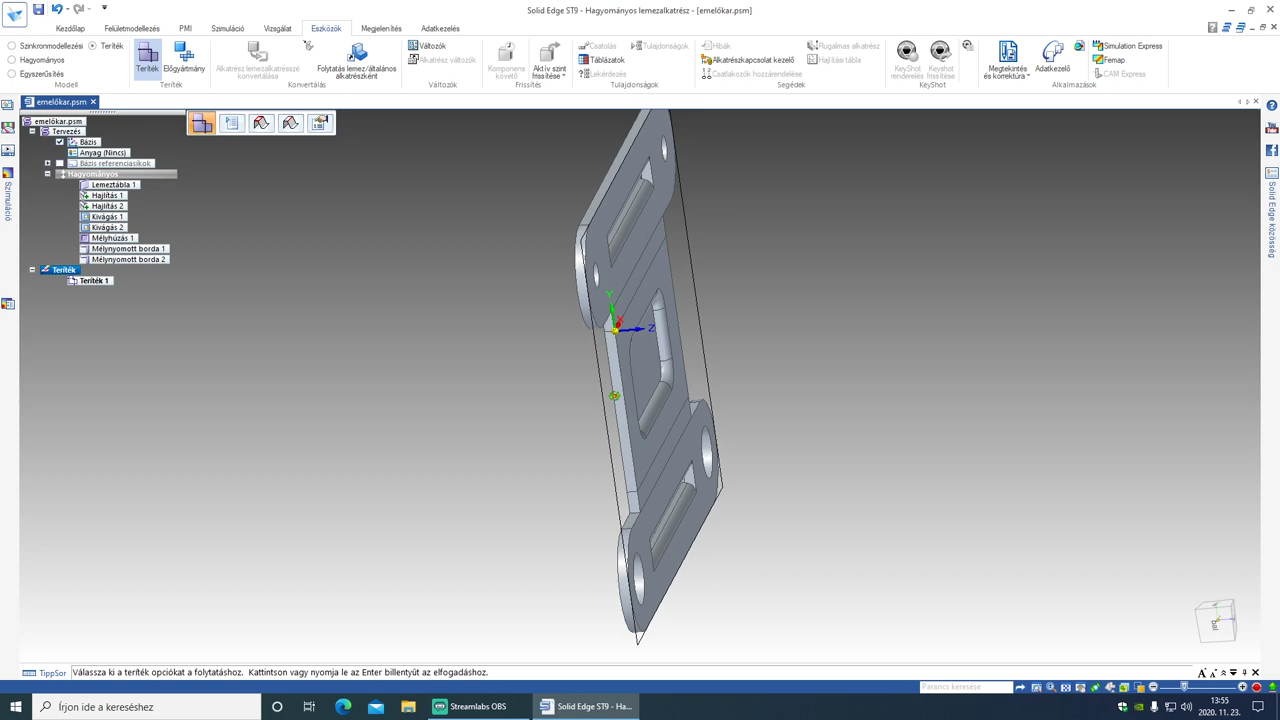 Solid Edge ST9 - Hagyományos lemezalkatrész - [emelőkar.psm]
Kezdőlap Felületmodellezés PMI Szimuláció Vizsgálat Eszközök Megjelenítés Adatkezelés
Szinkronmodellezési
Teríték
Hagyományos
Egyszerűsítés
Modell
Teríték
Előgyártmány
Teríték
Alkatrész lemezalkatrésszé konvertálása
Folytatás lemez/általános alkatrészként
Konvertálás
Változók
Alkatrész változók
Változók
Komponens követő
Aktív szint frissítése
Frissítés
Csatolás
Tulajdonságok
Táblázatok
Lekérdezés
Tulajdonságok
Hibák
Alkatrészkapcsolat kezelő
Csatlakozók hozzárendelése
Rugalmas alkatrész
Hajlítási tábla
Segédek
KeyShot renderelés
Keyshot frissítése
KeyShot
Megtekintés és korrektúra
Adatkezelő
Simulation Express
Femap
CAM Express
Alkalmazások
emelőkar.psm
emelőkar.psm
Tervezés
Bázis
Anyag (Nincs)
Bázis referenciasíkok
Hagyományos
Lemeztábla 1
Hajlítás 1
Hajlítás 2
Kivágás 1
Kivágás 2
Mélyhúzás 1
Mélynyomott borda 1
Mélynyomott borda 2
Teríték
Teríték 1
Szimuláció
Solid Edge közösség
Y
X
Z
TippSor
Válassza ki a teríték opciókat a folytatáshoz. Kattintson vagy nyomja le az Enter billentyűt az elfogadáshoz.
Parancs keresése
Írjon ide a kereséshez
Streamlabs OBS
Solid Edge ST9 - Ha...
13:55
2020. 11. 23.